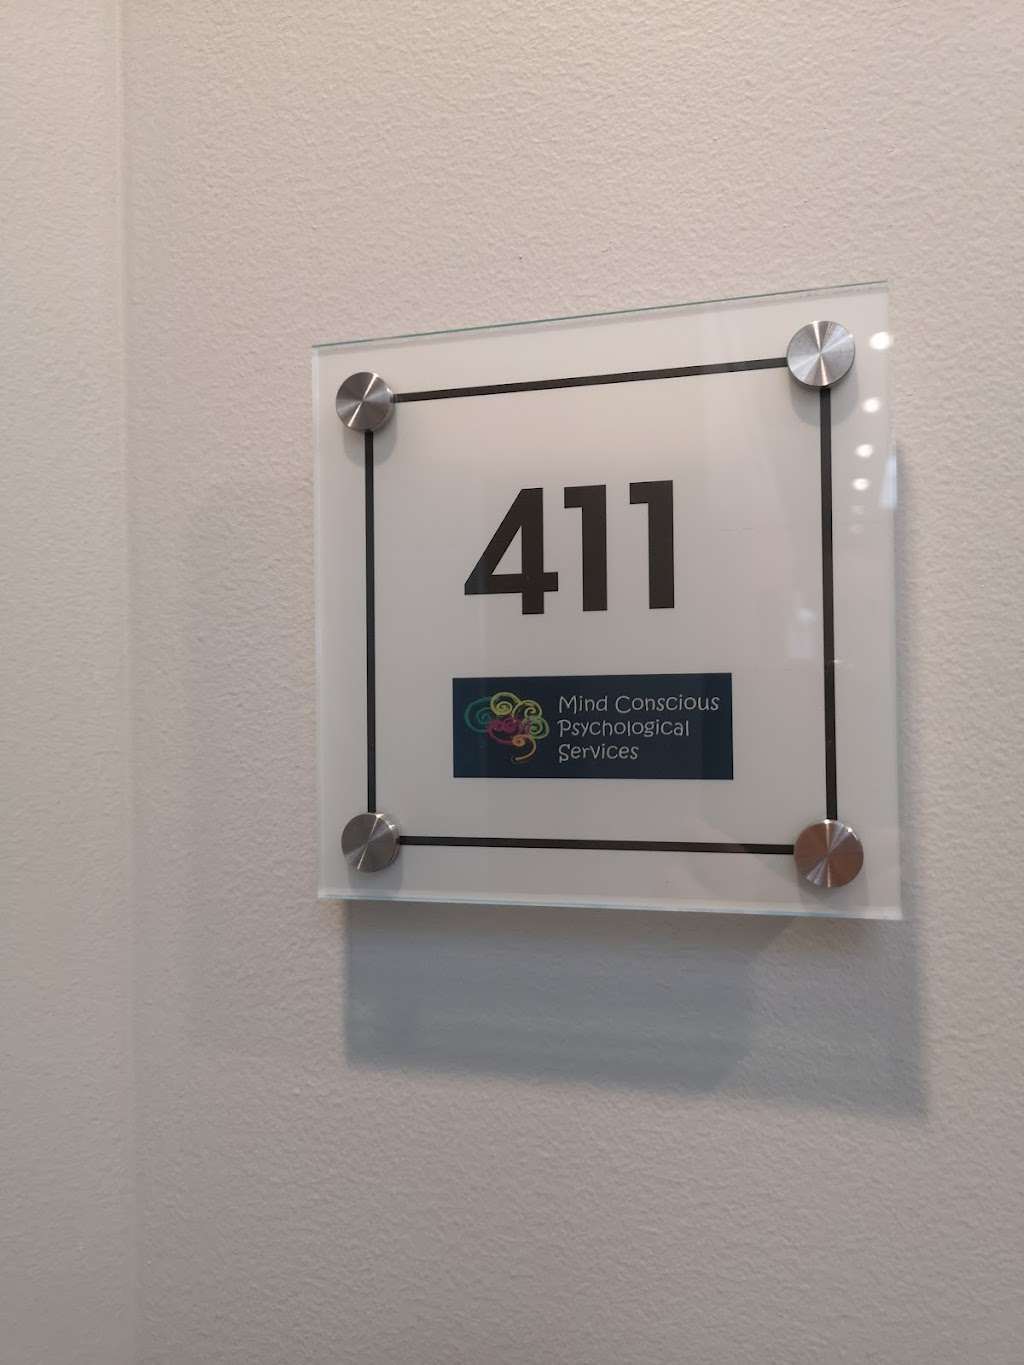 411
Mind Conscious
Psychological
Services